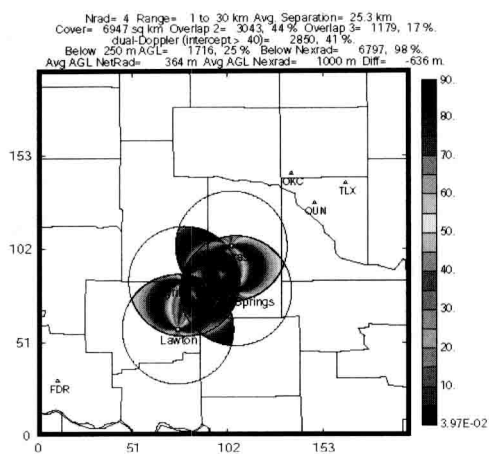 Nrad= 4 Range= 1 to 30 km Avg. Separation= 25.3 km
Cover= 6947 sq km Overlap 2= 3043, 44 % Overlap 3= 1179, 17 %.
dual-Doppler (intercept > 40)= 2850, 41 %.
Below 250 m AGL= 1716, 25 % Below Nexrad= 6797, 98 %.
Avg AGL NetRad= 364 m Avg AGL Nexrad= 1000 m Diff= -636 m.
90.
80.
153
OKC
TLX
70.
QUN
60.
102
50.
40.
Springs
30.
51
Lawton
20.
FDR
10.
0
3.97E-02
0 51 102 153